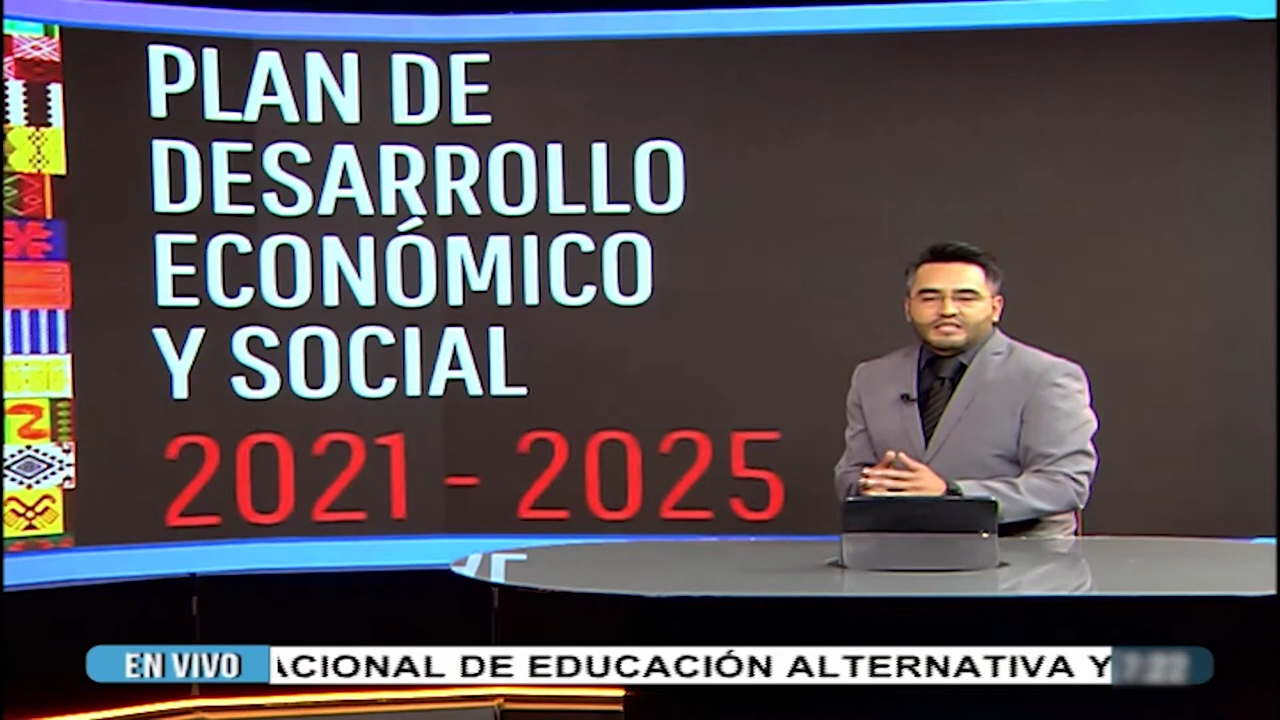 PLAN DE
DESARROLLO
ECONÓMICO
Y SOCIAL
2021 - 2025
EN VIVO
ACIONAL DE EDUCACIÓN ALTERNATIVA Y